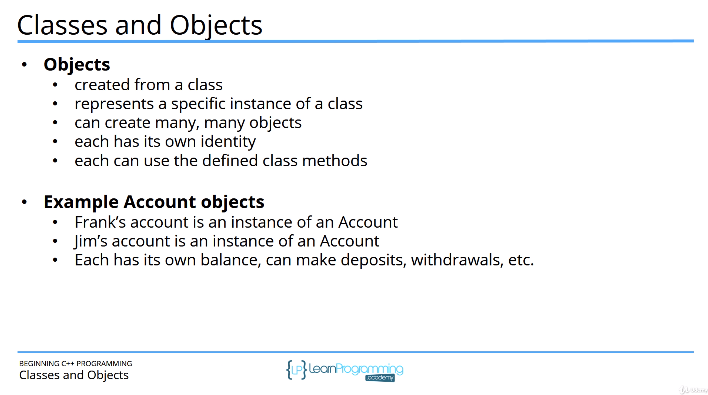 Classes and Objects
• Objects
• created from a class
• represents a specific instance of a class
• can create many, many objects
• each has its own identity
• each can use the defined class methods
• Example Account objects
• Frank's account is an instance of an Account
• Jim's account is an instance of an Account
• Each has its own balance, can make deposits, withdrawals, etc.
BEGINNING C++ PROGRAMMING
Classes and Objects
{LP} LearnProgramming
academy
Udemy